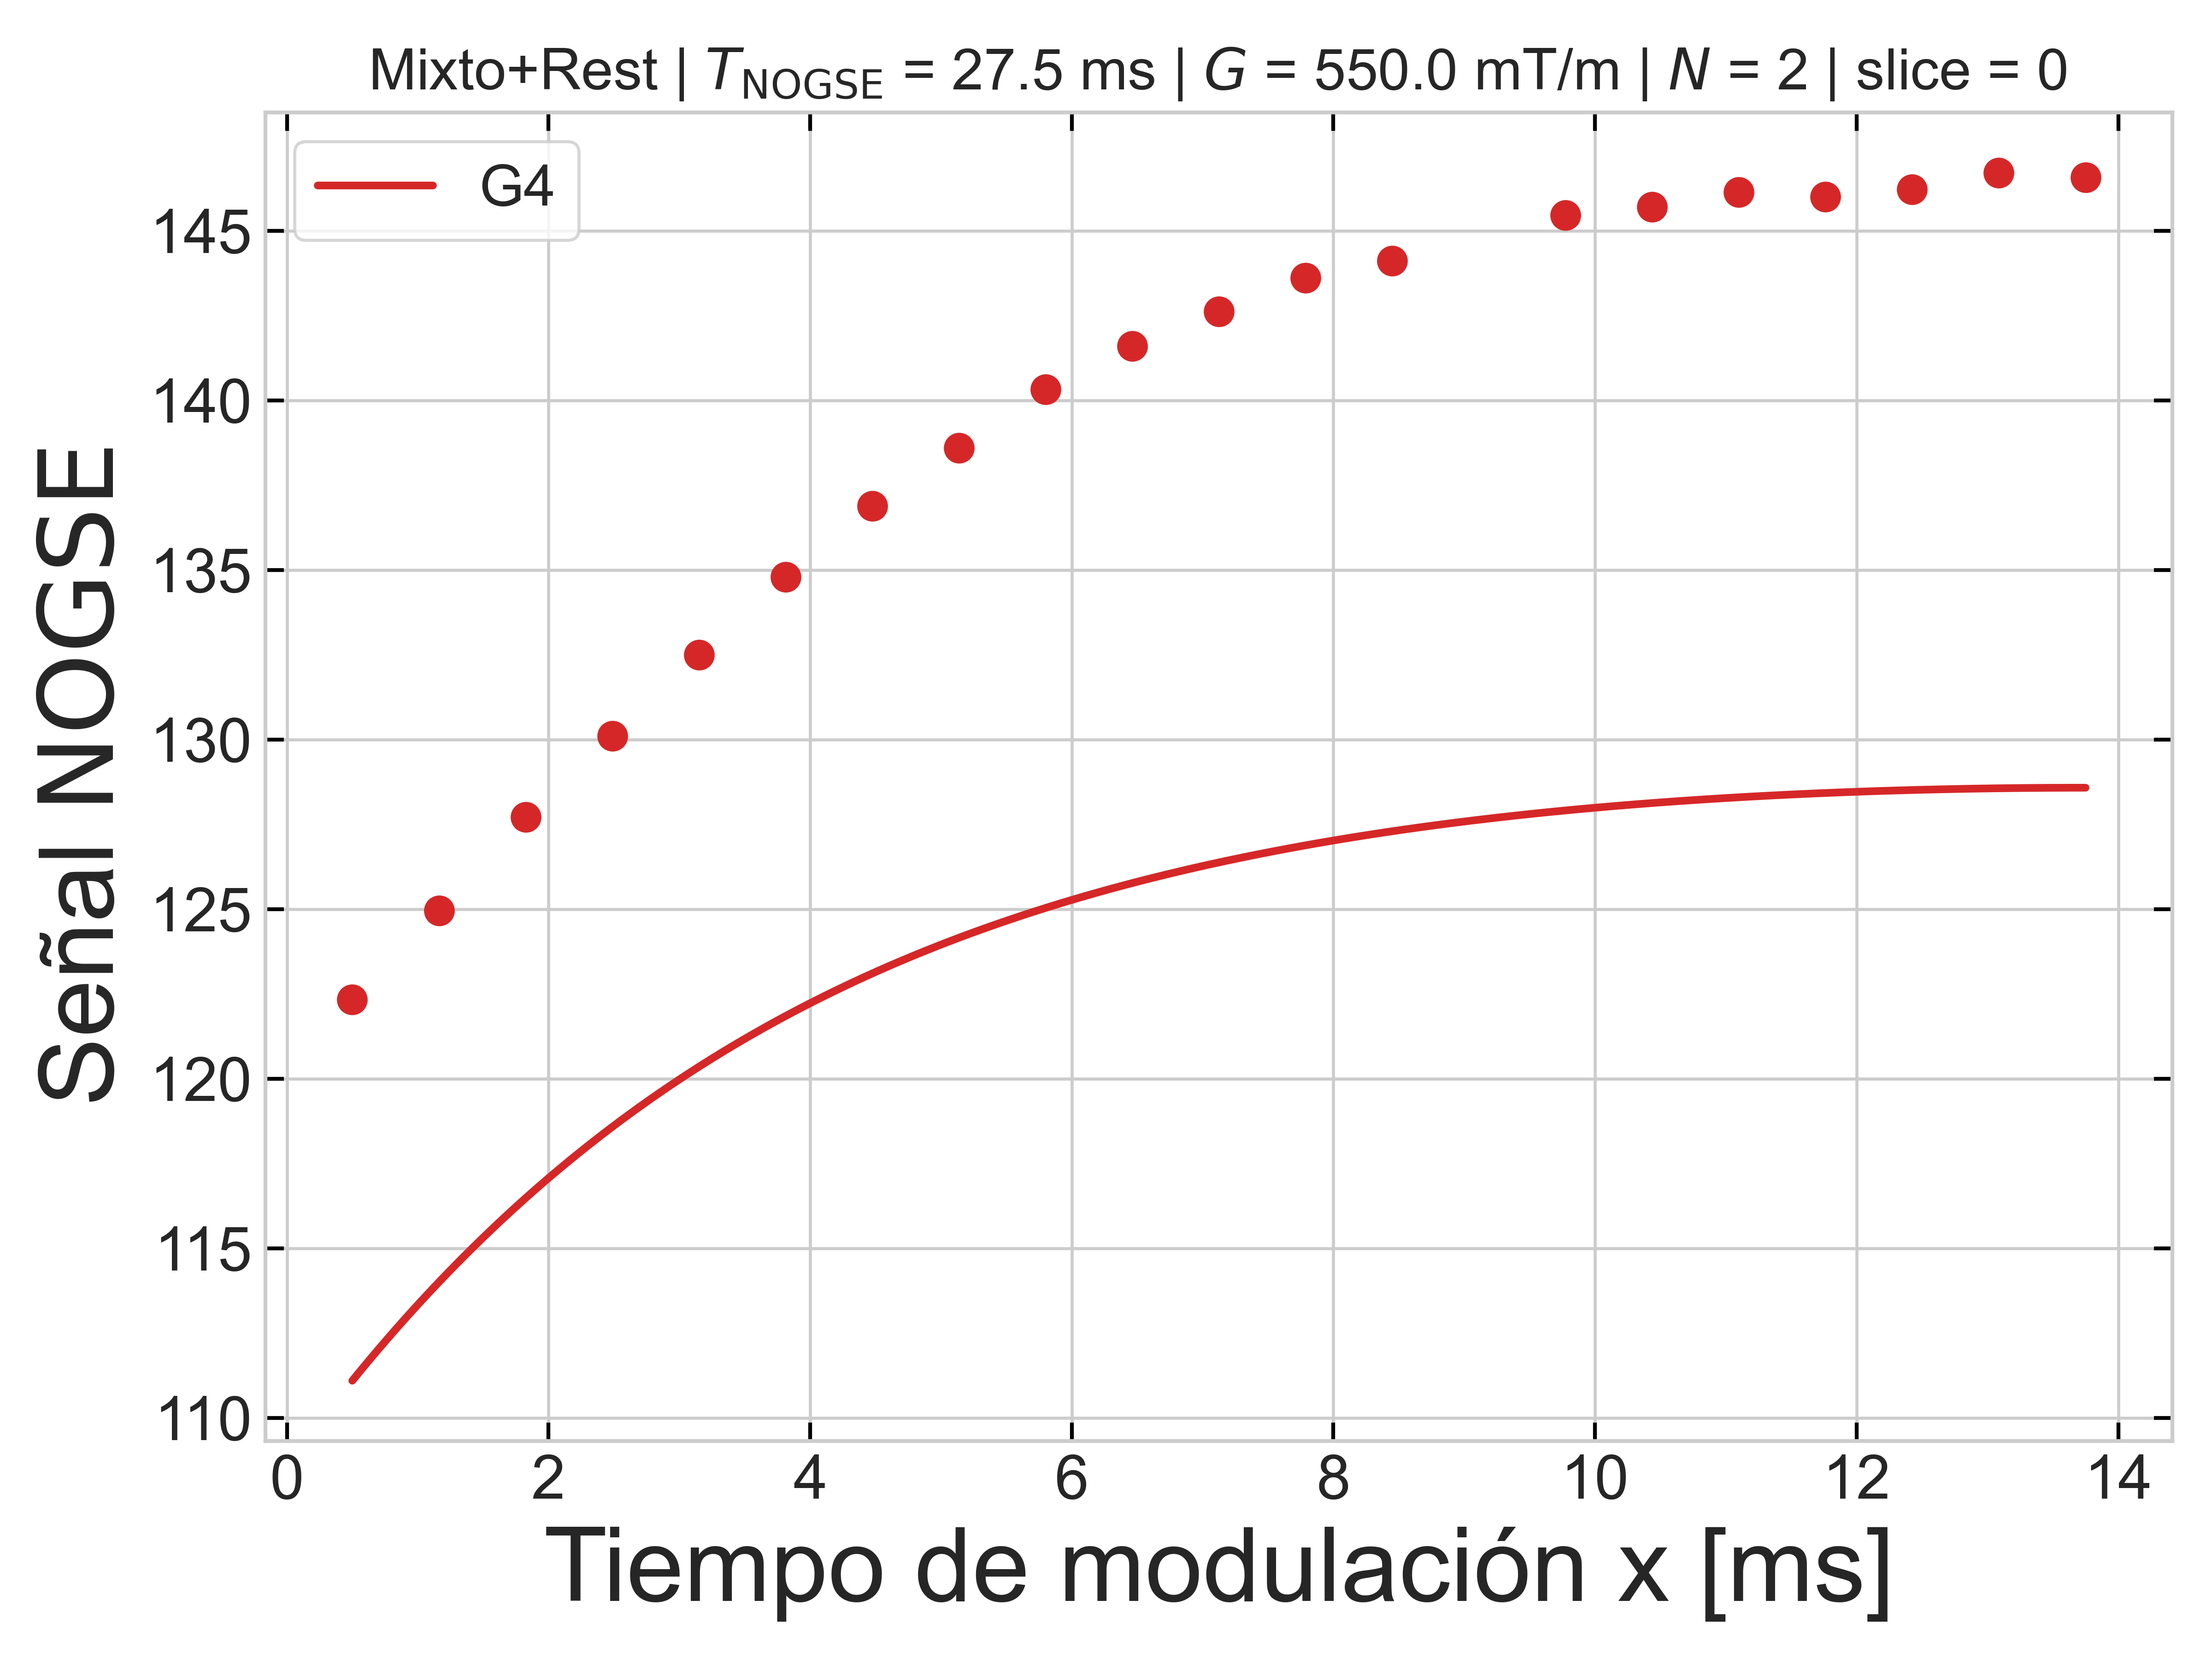 Mixto+Rest | T_NOGSE = 27.5 ms | G = 550.0 mT/m | N = 2 | slice = 0
G4
Señal NOGSE
145
140
135
130
125
120
115
110
0 2 4 6 8 10 12 14
Tiempo de modulación x [ms]